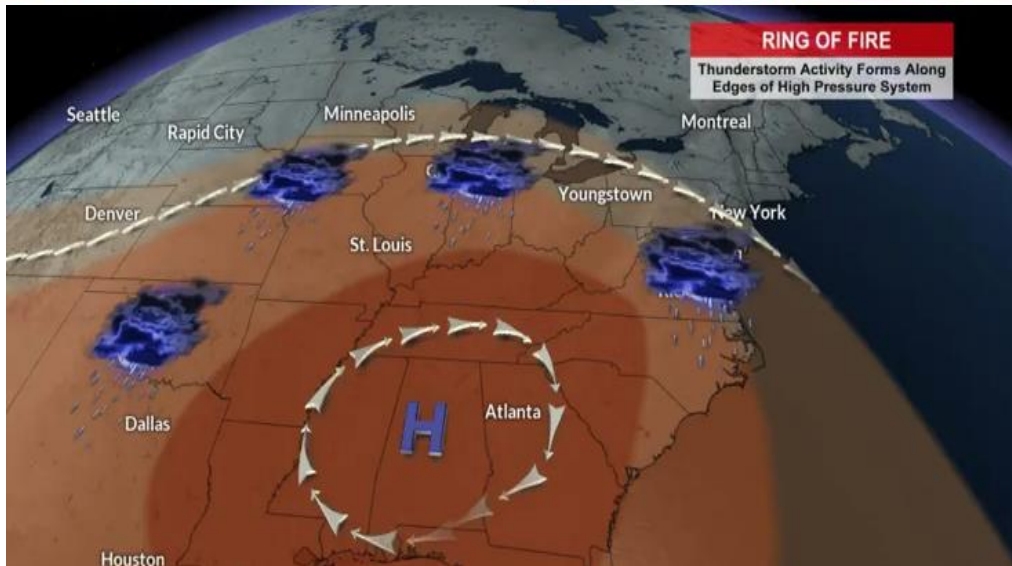 RING OF FIRE
Thunderstorm Activity Forms Along
Edges of High Pressure System
Seattle
Rapid City
Minneapolis
Montreal
Denver
Youngstown
New York
St. Louis
H
Atlanta
Dallas
Houston